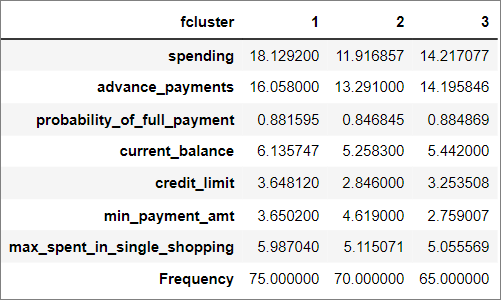 fcluster 1 2 3
spending 18.129200 11.916857 14.217077
advance_payments 16.058000 13.291000 14.195846
probability_of_full_payment 0.881595 0.846845 0.884869
current_balance 6.135747 5.258300 5.442000
credit_limit 3.648120 2.846000 3.253508
min_payment_amt 3.650200 4.619000 2.759007
max_spent_in_single_shopping 5.987040 5.115071 5.055569
Frequency 75.000000 70.000000 65.000000